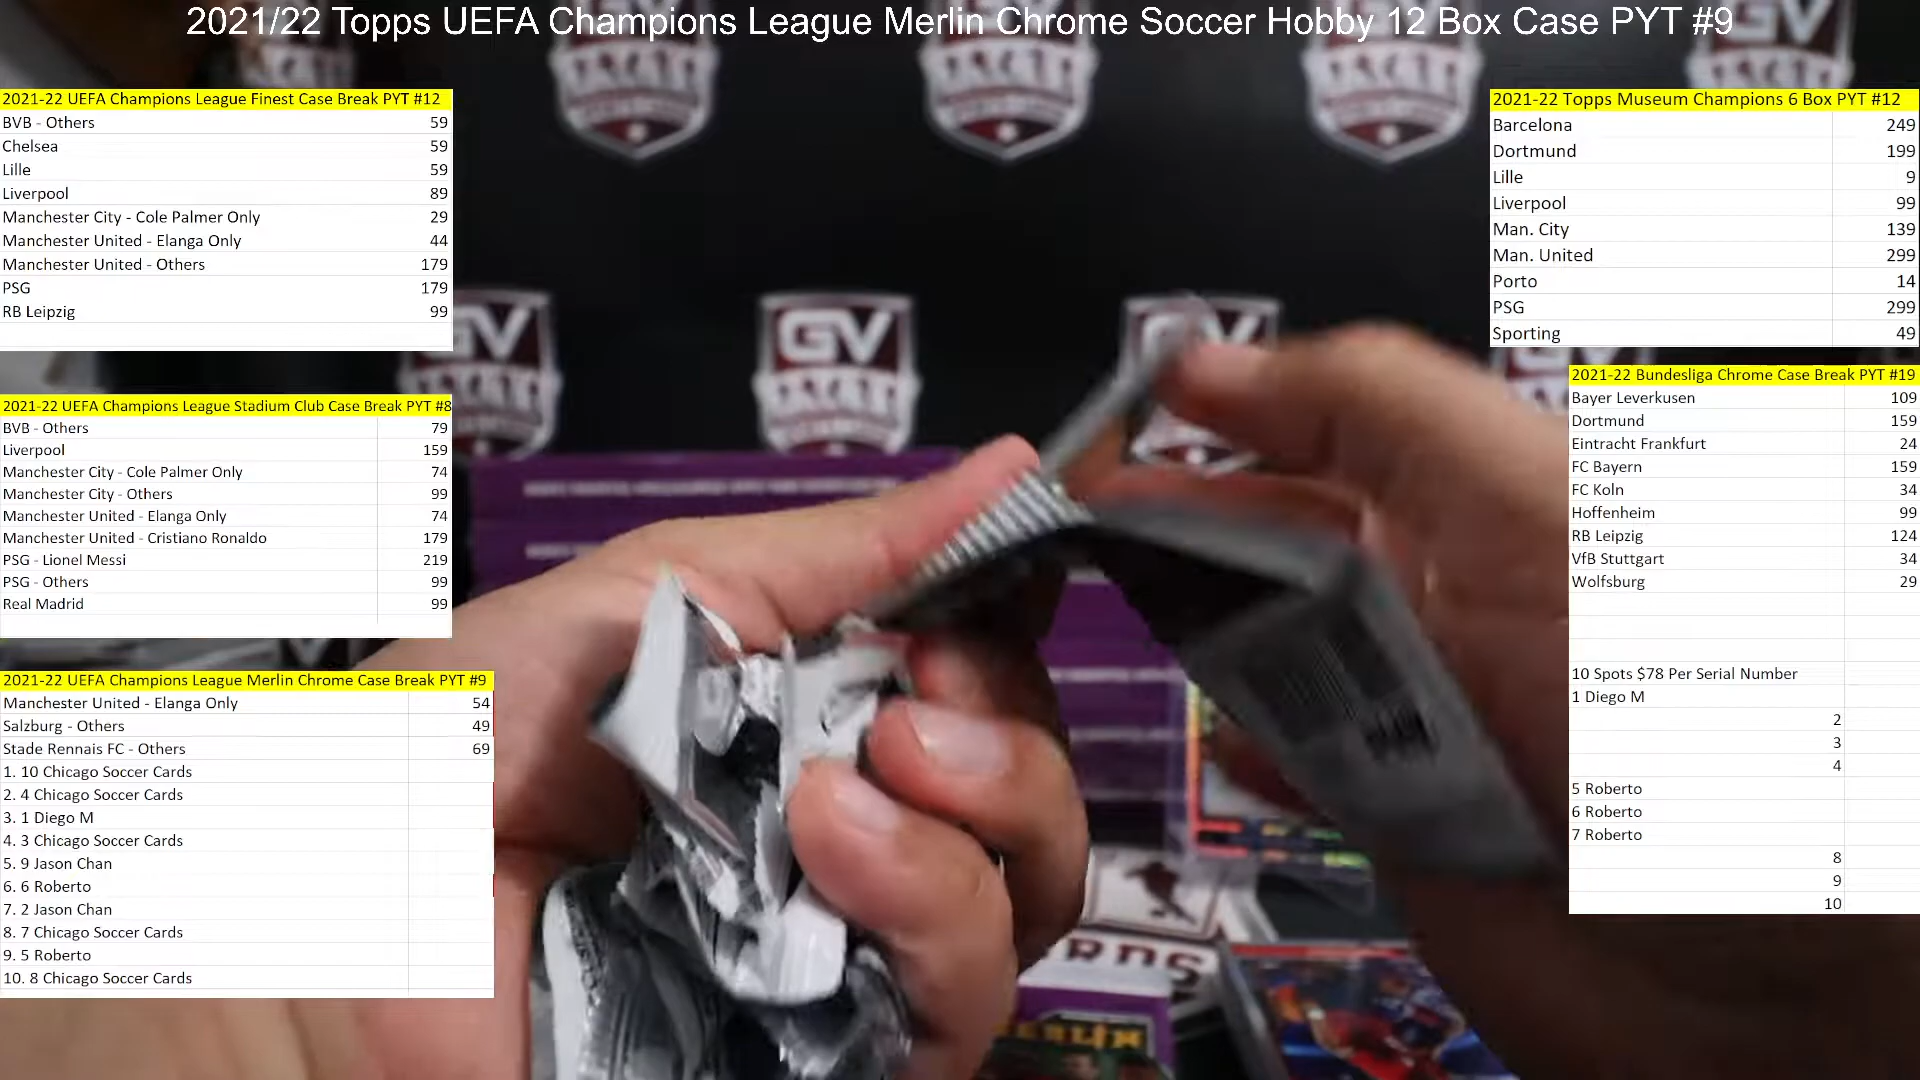 2021/22 Topps UEFA Champions League Merlin Chrome Soccer Hobby 12 Box Case PYT #9
2021-22 UEFA Champions League Finest Case Break PYT #12
BVB - Others 59
Chelsea 59
Lille 59
Liverpool 89
Manchester City - Cole Palmer Only 29
Manchester United - Elanga Only 44
Manchester United - Others 179
PSG 179
RB Leipzig 99
2021-22 UEFA Champions League Stadium Club Case Break PYT #8
BVB - Others 79
Liverpool 159
Manchester City - Cole Palmer Only 74
Manchester City - Others 99
Manchester United - Elanga Only 74
Manchester United - Cristiano Ronaldo 179
PSG - Lionel Messi 219
PSG - Others 99
Real Madrid 99
2021-22 UEFA Champions League Merlin Chrome Case Break PYT #9
Manchester United - Elanga Only 54
Salzburg - Others 49
Stade Rennais FC - Others 69
1. 10 Chicago Soccer Cards
2. 4 Chicago Soccer Cards
3. 1 Diego M
4. 3 Chicago Soccer Cards
5. 9 Jason Chan
6. 6 Roberto
7. 2 Jason Chan
8. 7 Chicago Soccer Cards
9. 5 Roberto
10. 8 Chicago Soccer Cards
2021-22 Topps Museum Champions 6 Box PYT #12
Barcelona 249
Dortmund 199
Lille 9
Liverpool 99
Man. City 139
Man. United 299
Porto 14
PSG 299
Sporting 49
2021-22 Bundesliga Chrome Case Break PYT #19
Bayer Leverkusen 109
Dortmund 159
Eintracht Frankfurt 24
FC Bayern 159
FC Koln 34
Hoffenheim 99
RB Leipzig 124
VfB Stuttgart 34
Wolfsburg 29
10 Spots $78 Per Serial Number
1 Diego M
2
3
4
5 Roberto
6 Roberto
7 Roberto
8
9
10
GV
GV
GV
MERLIN